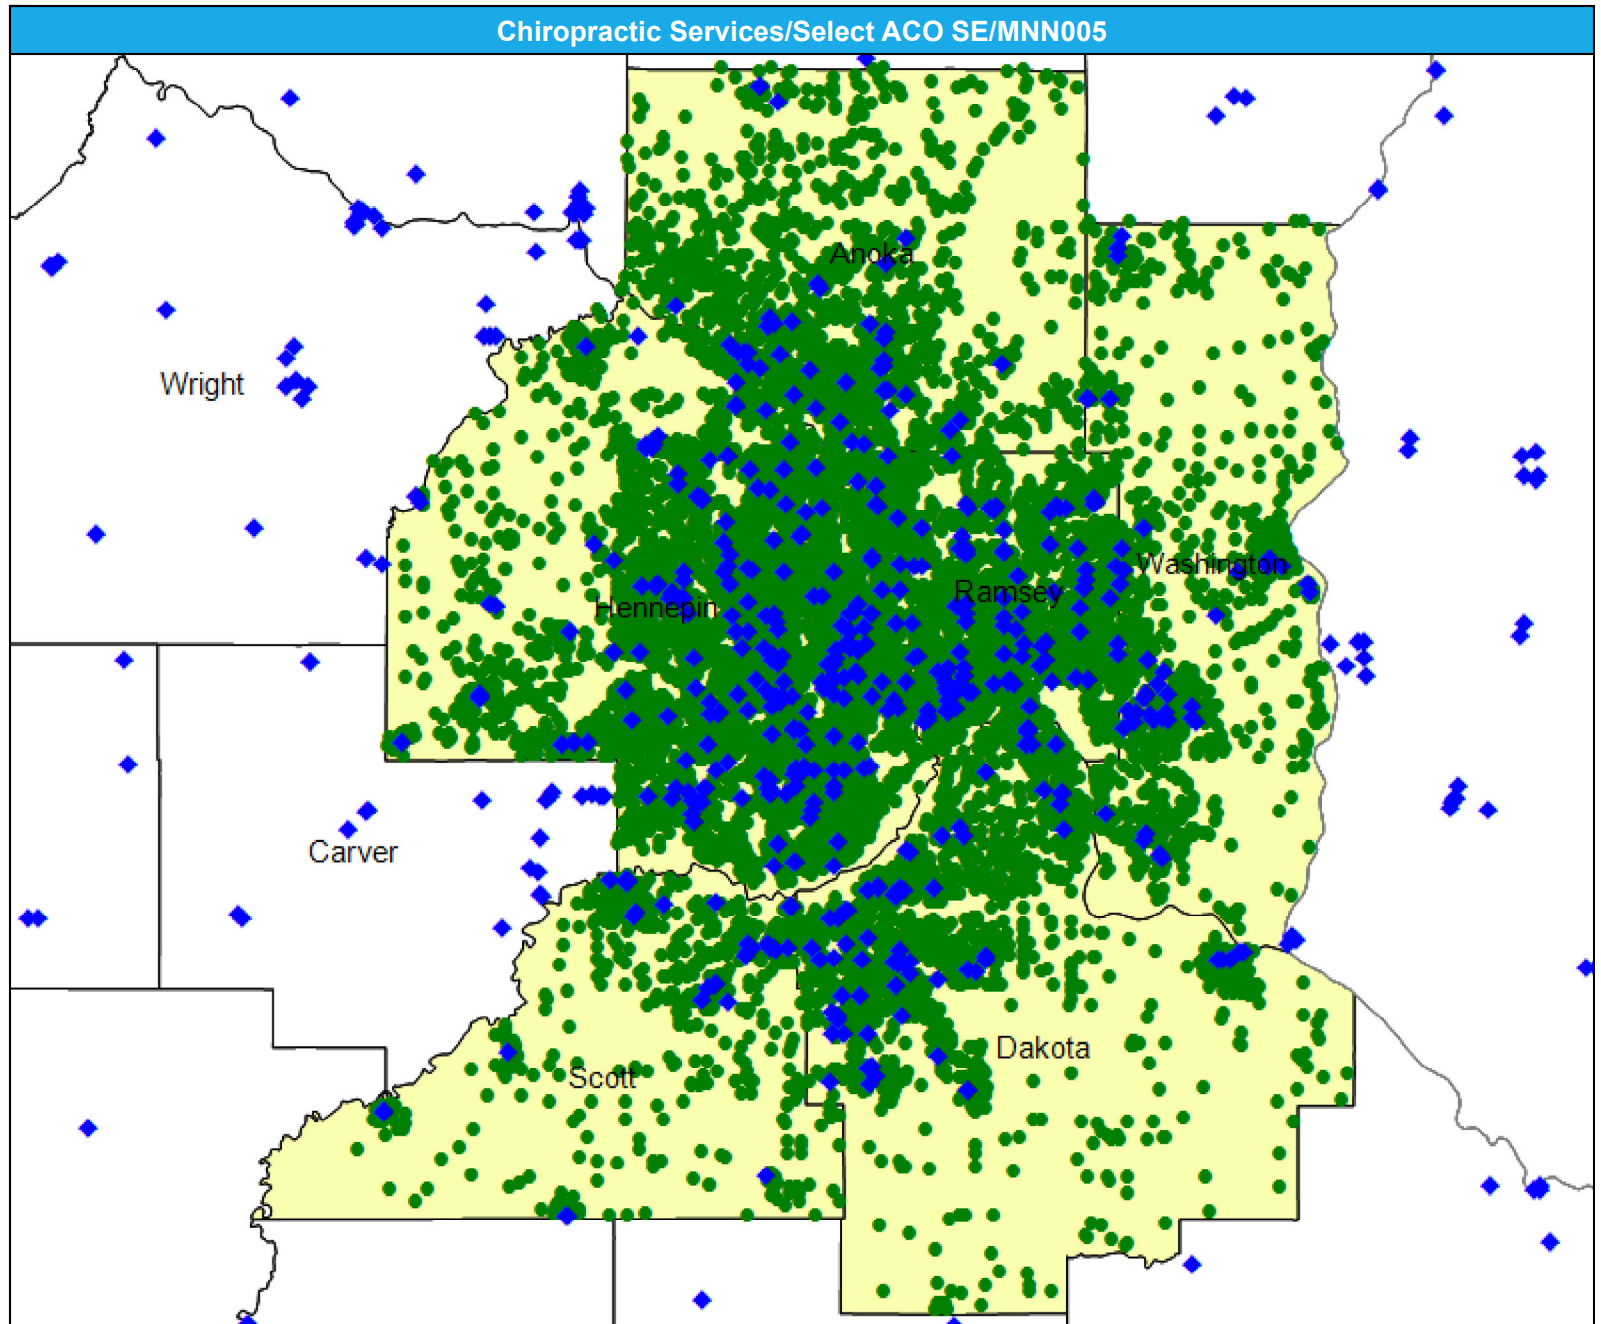 Chiropractic Services/Select ACO SE/MNN005
Anoka
Wright
Washington
Ramsey
Hennepin
Carver
Dakota
Scott